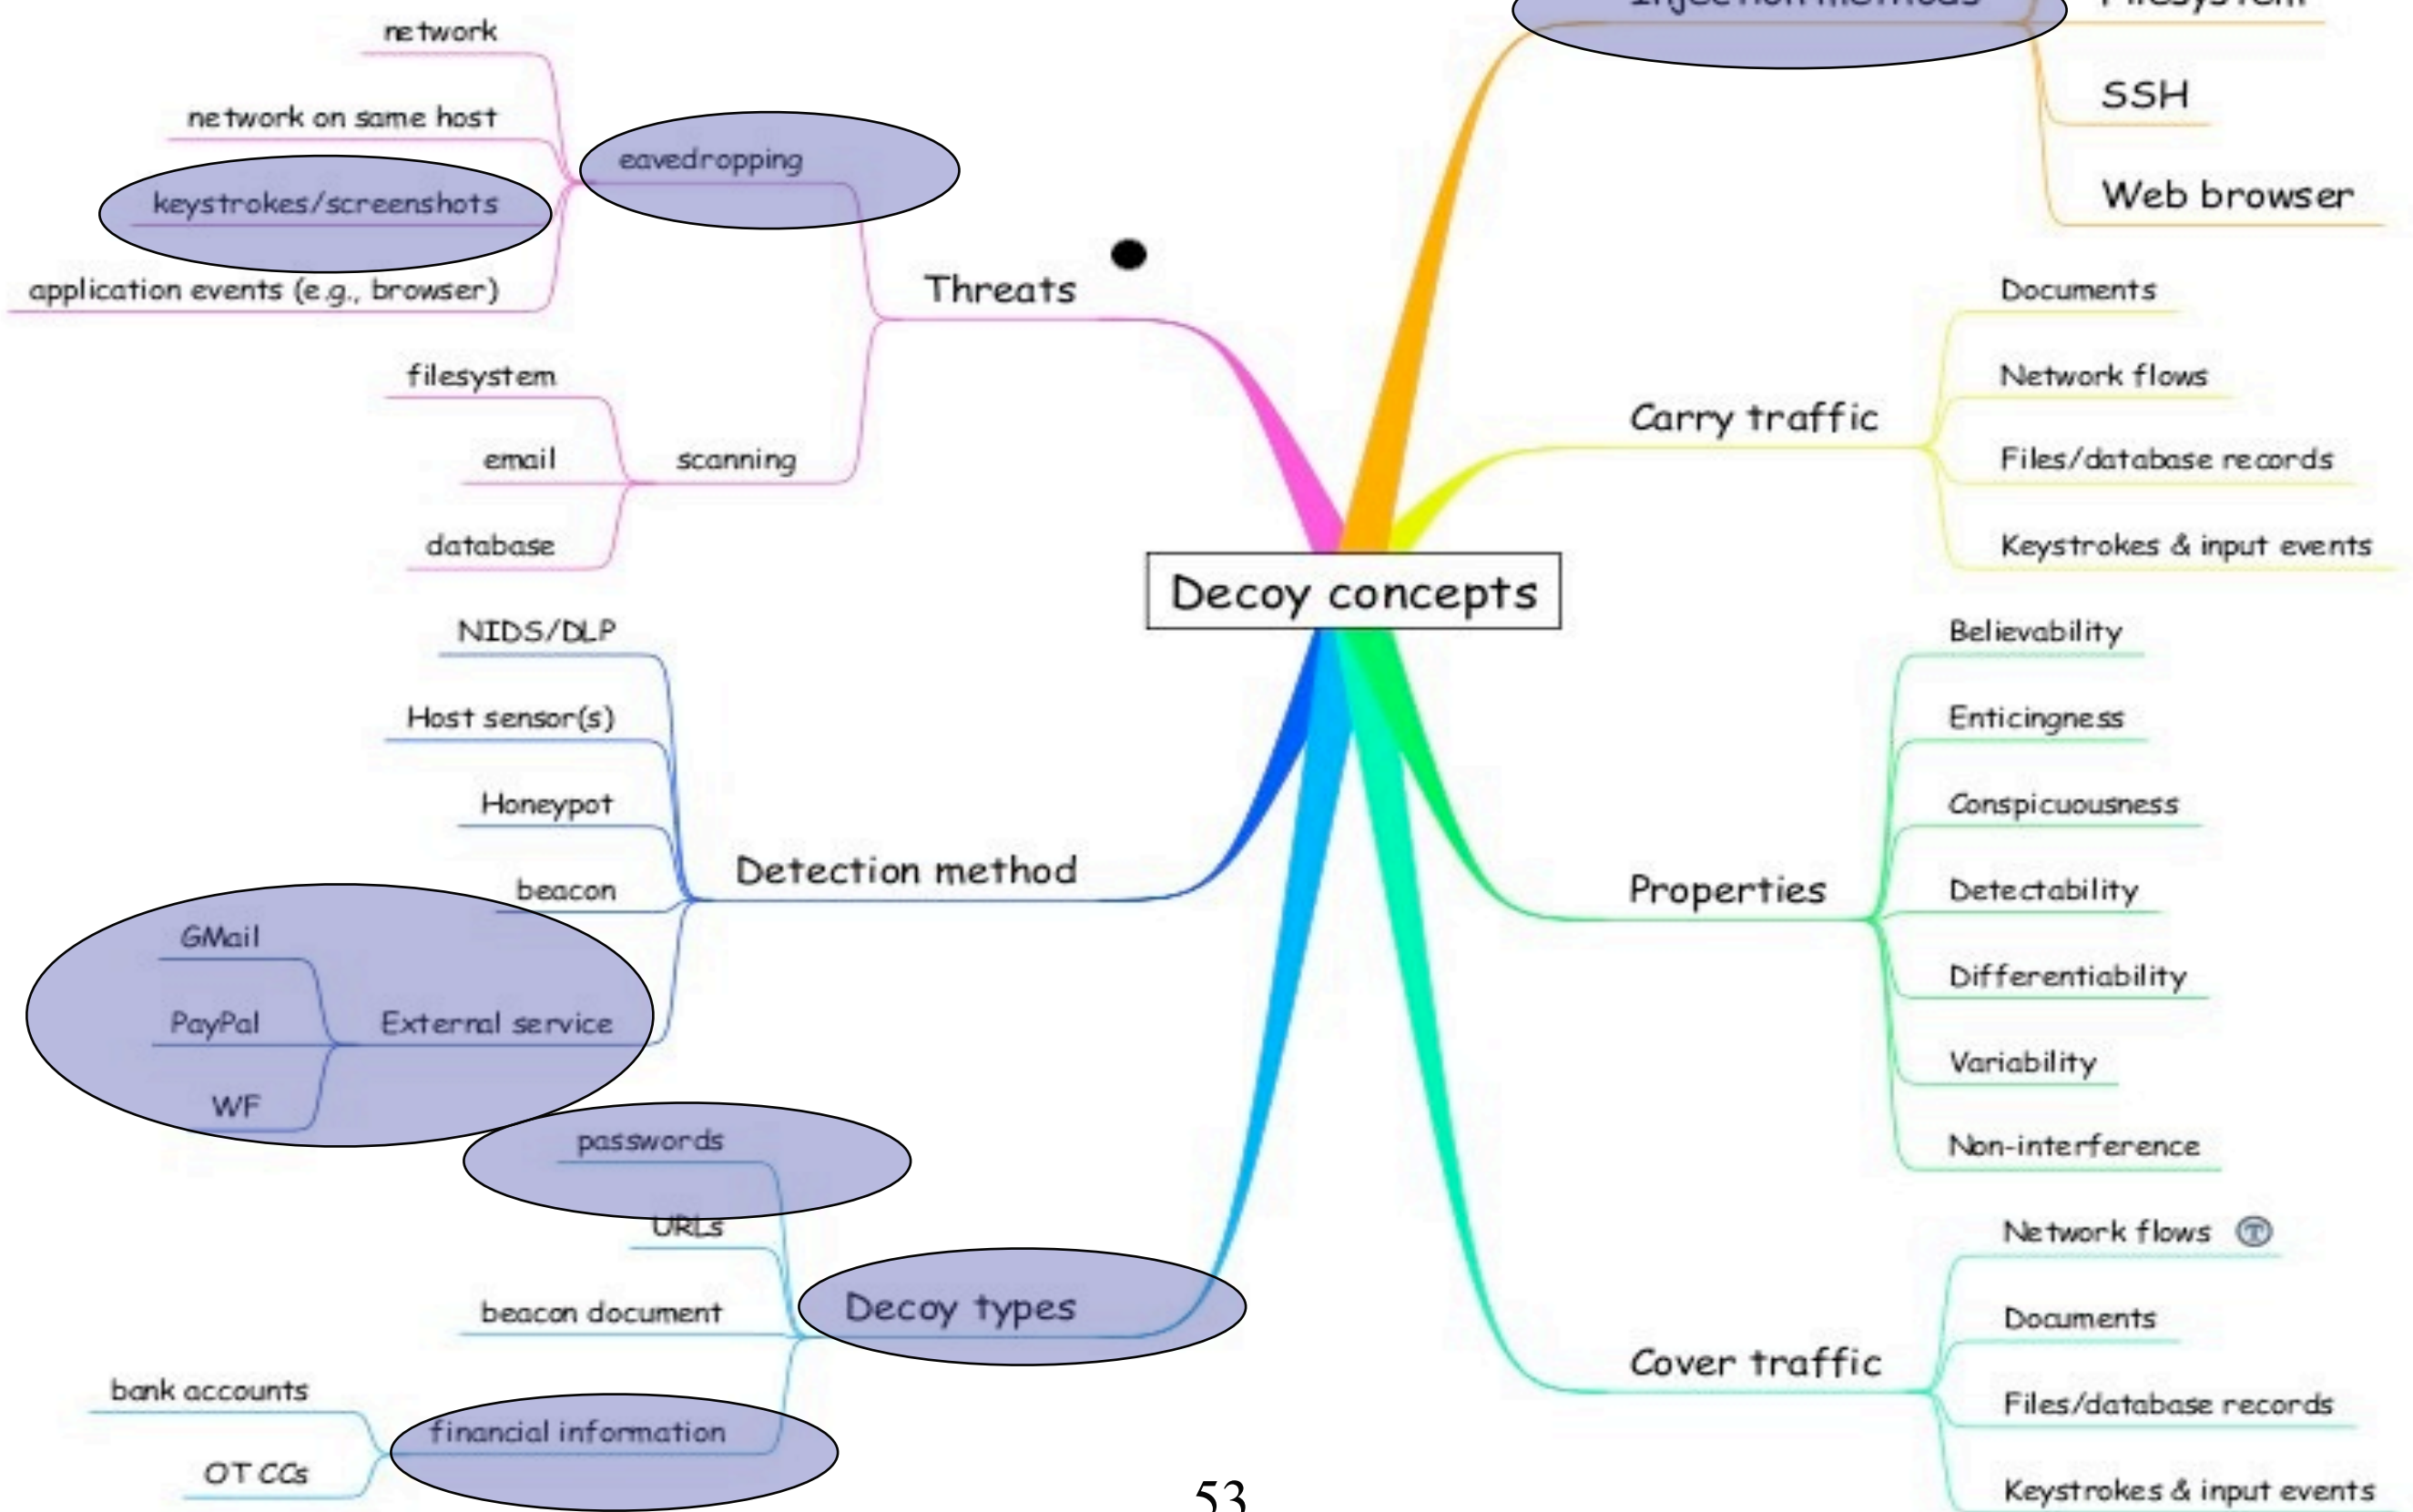 network
network on same host
eavedropping
keystrokes/screenshots
application events (e.g., browser)
Threats
filesystem
email
scanning
database
NIDS/DLP
Host sensor(s)
Honeypot
beacon
Detection method
GMail
PayPal
External service
WF
passwords
URLs
beacon document
Decoy types
bank accounts
financial information
OT CCs
Decoy concepts
Injection methods
Filesystem
SSH
Web browser
Documents
Network flows
Carry traffic
Files/database records
Keystrokes & input events
Believability
Enticingness
Conspicuousness
Detectability
Properties
Differentiability
Variability
Non-interference
Network flows T
Documents
Cover traffic
Files/database records
Keystrokes & input events
53